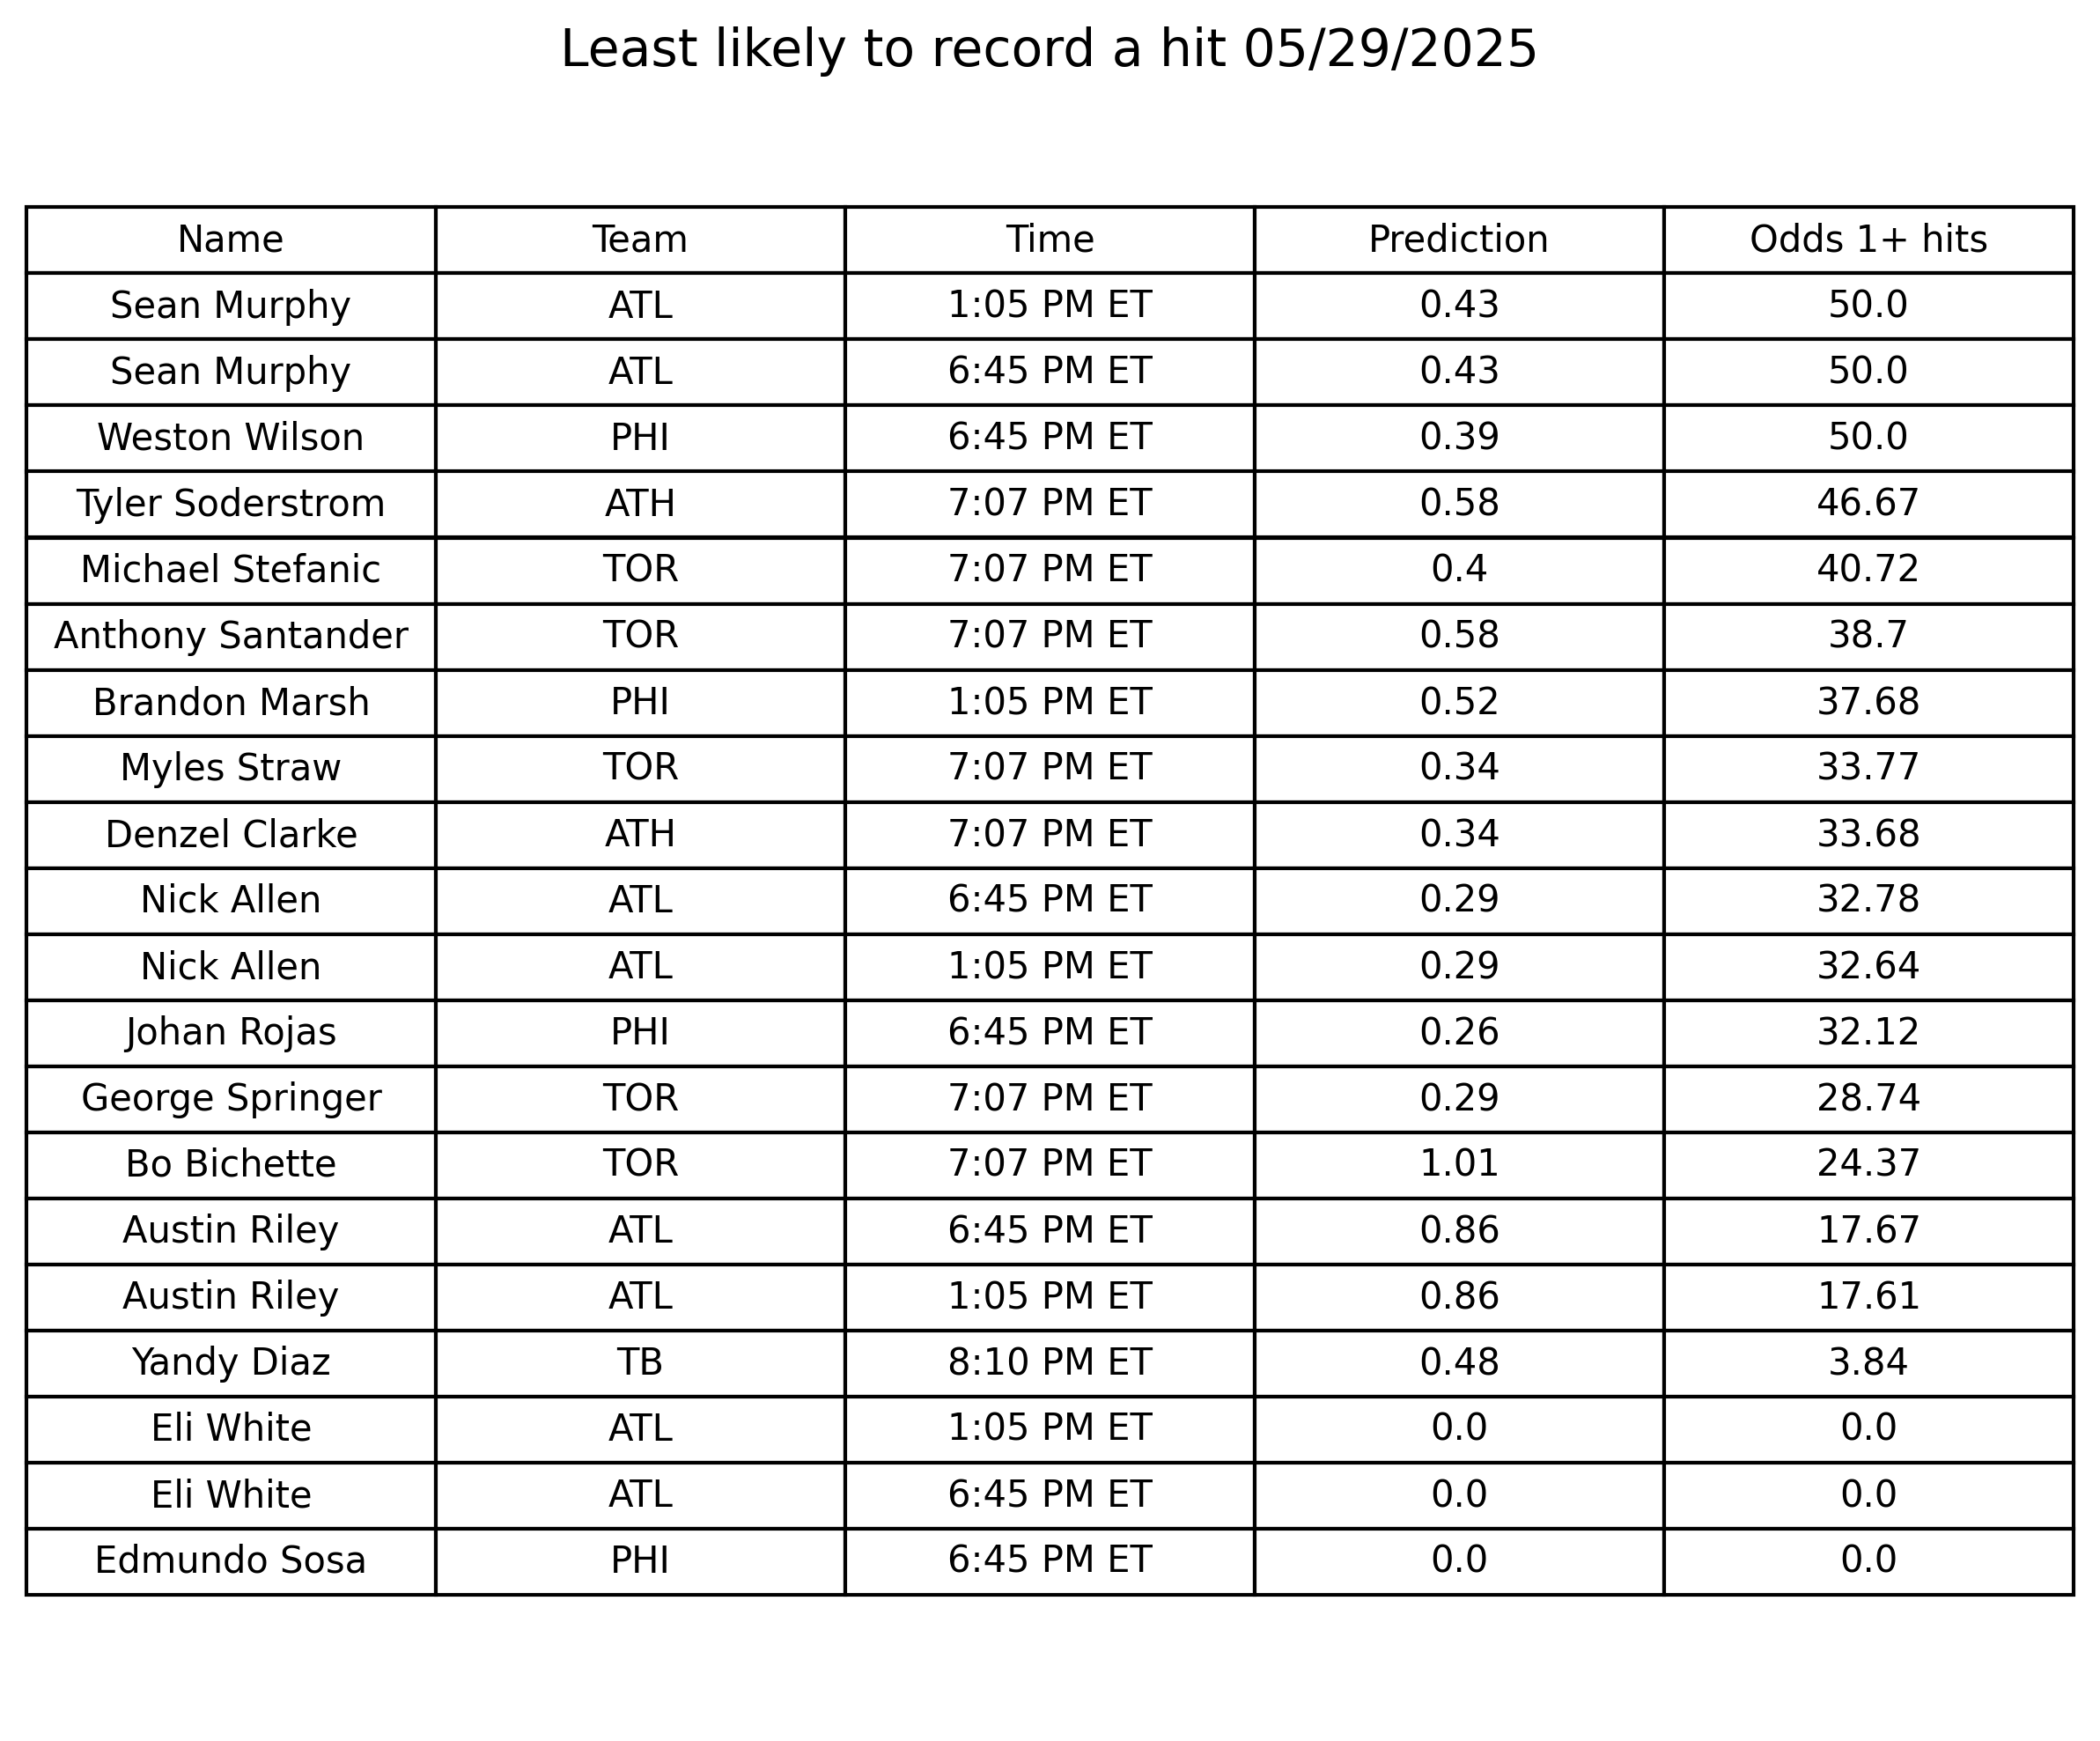 Least likely to record a hit 05/29/2025
Name Team Time Prediction Odds 1+ hits
Sean Murphy ATL 1:05 PM ET 0.43 50.0
Sean Murphy ATL 6:45 PM ET 0.43 50.0
Weston Wilson PHI 6:45 PM ET 0.39 50.0
Tyler Soderstrom ATH 7:07 PM ET 0.58 46.67
Michael Stefanic TOR 7:07 PM ET 0.4 40.72
Anthony Santander TOR 7:07 PM ET 0.58 38.7
Brandon Marsh PHI 1:05 PM ET 0.52 37.68
Myles Straw TOR 7:07 PM ET 0.34 33.77
Denzel Clarke ATH 7:07 PM ET 0.34 33.68
Nick Allen ATL 6:45 PM ET 0.29 32.78
Nick Allen ATL 1:05 PM ET 0.29 32.64
Johan Rojas PHI 6:45 PM ET 0.26 32.12
George Springer TOR 7:07 PM ET 0.29 28.74
Bo Bichette TOR 7:07 PM ET 1.01 24.37
Austin Riley ATL 6:45 PM ET 0.86 17.67
Austin Riley ATL 1:05 PM ET 0.86 17.61
Yandy Diaz TB 8:10 PM ET 0.48 3.84
Eli White ATL 1:05 PM ET 0.0 0.0
Eli White ATL 6:45 PM ET 0.0 0.0
Edmundo Sosa PHI 6:45 PM ET 0.0 0.0